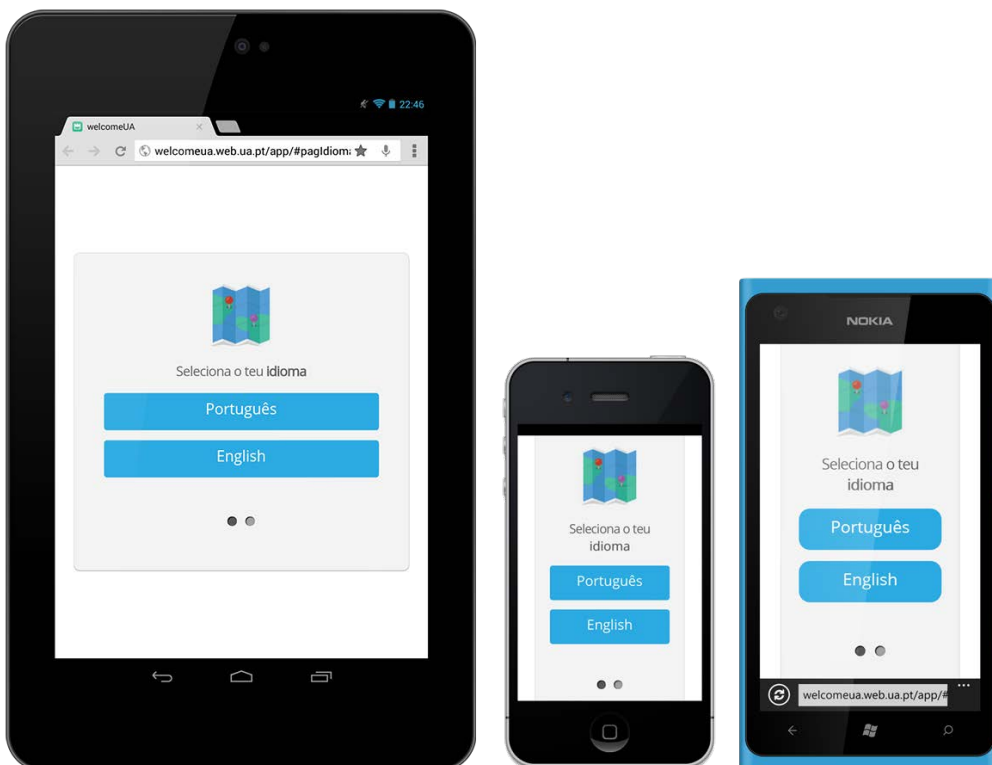 22:46
welcomeUA
welcomeua.web.ua.pt/app/#pagIdiom
Seleciona o teu idioma
Português
English
Seleciona o teu
idioma
Português
English
NOKIA
Seleciona o teu
idioma
Português
English
welcomeua.web.ua.pt/app/#